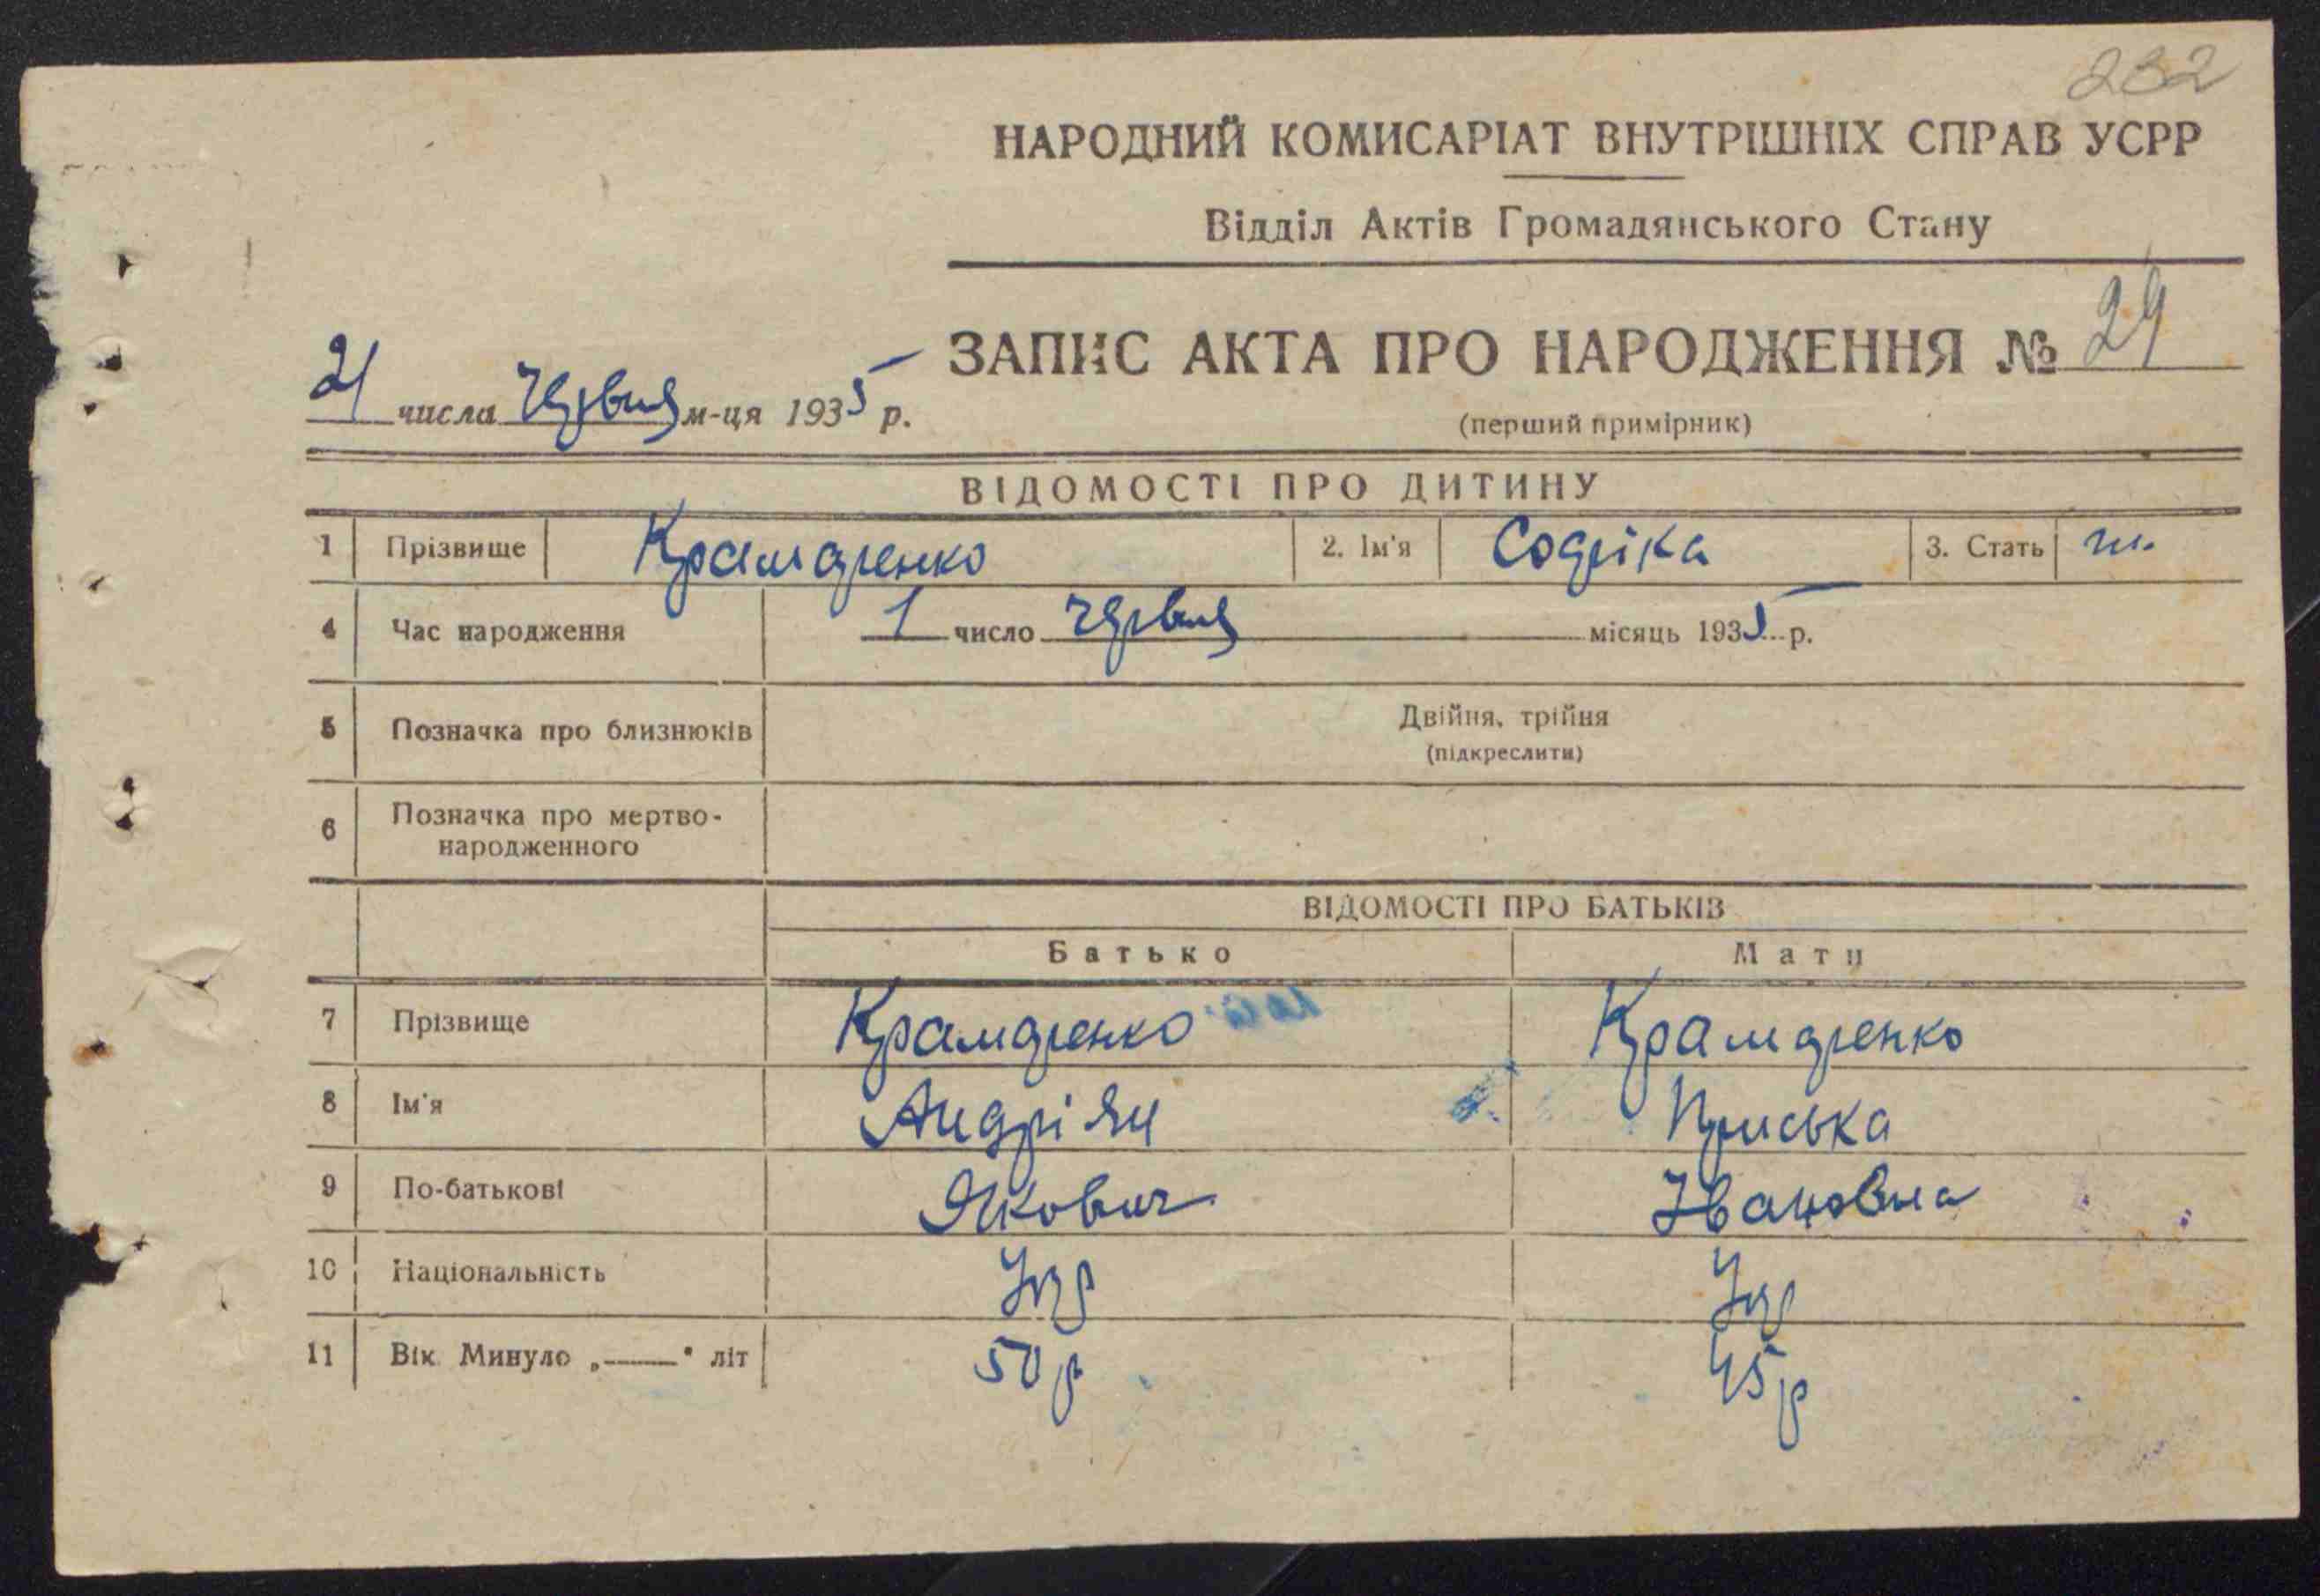 232
НАРОДНИЙ КОМИСАРІАТ ВНУТРІШНІХ СПРАВ УСРР
Відділ Актів Громадянського Стану
ЗАПИС АКТА ПРО НАРОДЖЕННЯ № 29
21 числа Червня м-ця 1935 р.
(перший примірник)
ВІДОМОСТІ ПРО ДИТИНУ
1 Прізвище 2. Ім'я 3. Стать
4 Час народження 1 число червня місяць 1935 р.
5 Позначка про близнюків Двійня, трійня
(підкреслити)
6 Позначка про мертво-
народженного
ВІДОМОСТІ ПРО БАТЬКІВ
Батько Мати
7 Прізвище
8 Ім'я Андріян Приська
9 По-батькові Якович Івановна
10 Національність Укр Укр
11 Вік. Минуло „——" літ 50 р 45 р